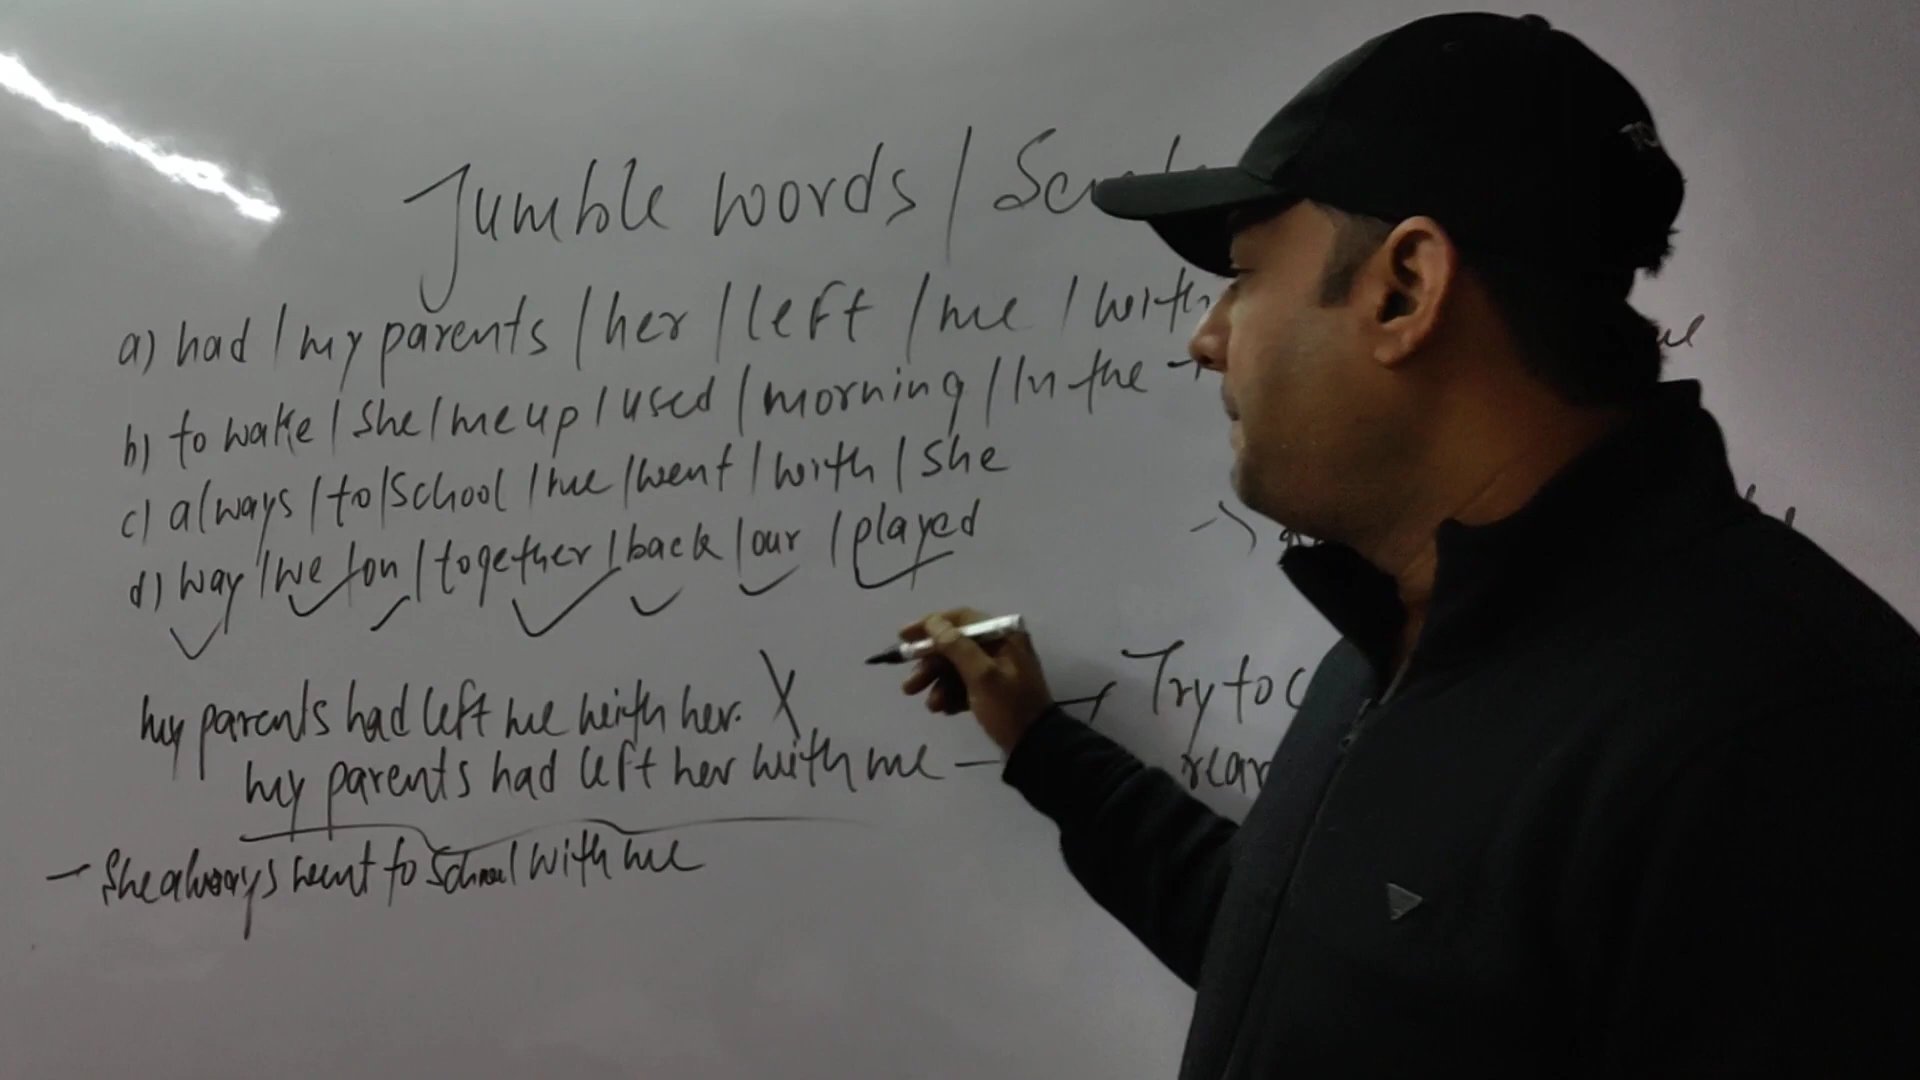 Jumble words /
a) had / my parents / her / left / me / with
b) to wake / she / me up / used / morning / In the
c) always / to / School / me / went / with / She
d) way / we / on / together / back / our / played
my parents had left me with her. X
my parents had left her with me —
→ Try to
- She always went to School with me